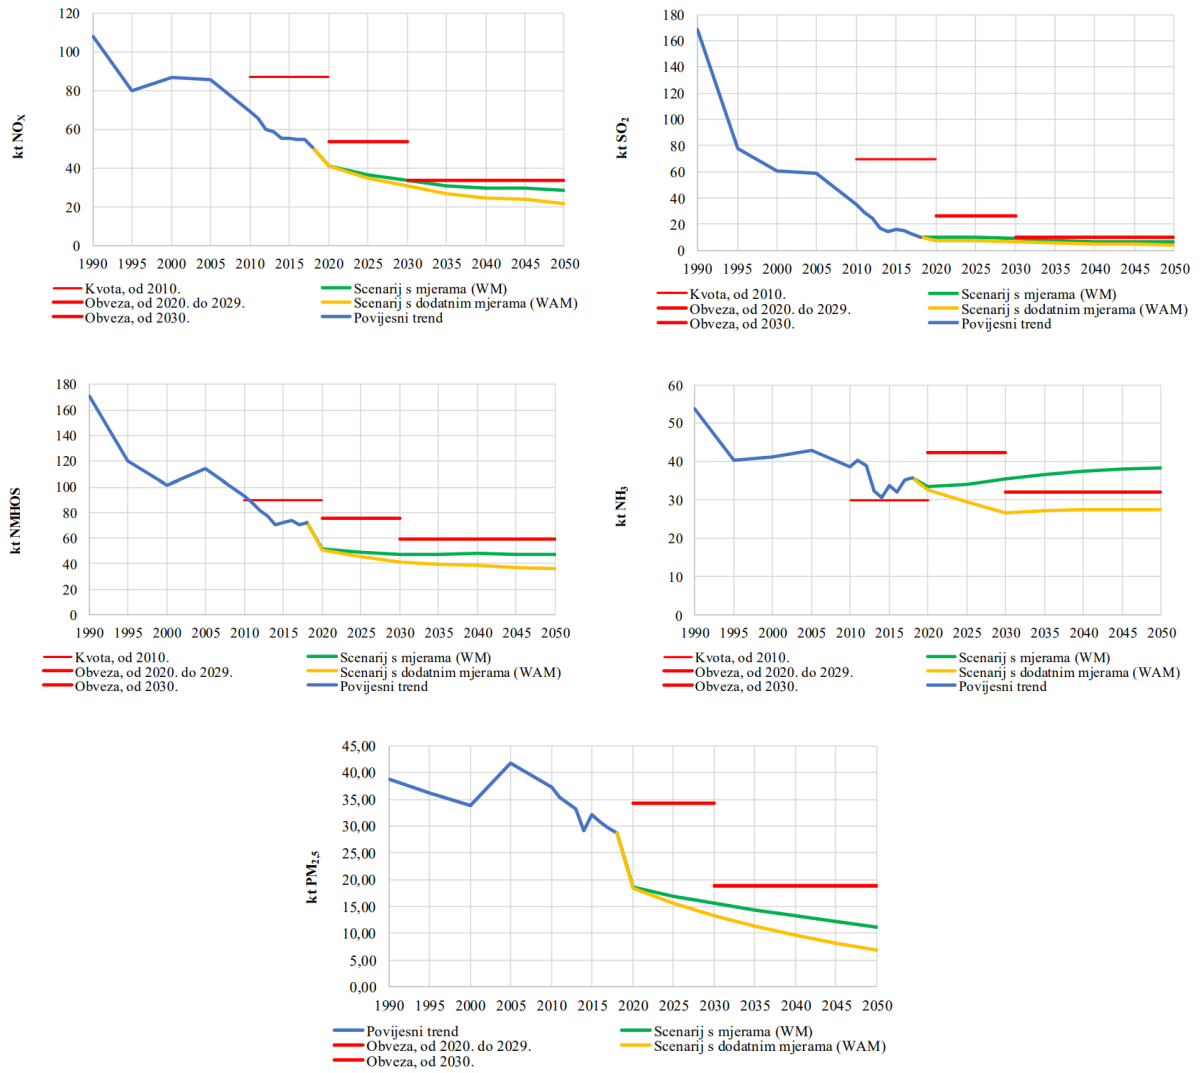 kt NOX
120
100
80
60
40
20
0
1990 1995 2000 2005 2010 2015 2020 2025 2030 2035 2040 2045 2050
Kvota, od 2010.
Scenarij s mjerama (WM)
Obveza, od 2020. do 2029.
Scenarij s dodatnim mjerama (WAM)
Obveza, od 2030.
Povijesni trend
kt SO2
180
160
140
120
100
80
60
40
20
0
1990 1995 2000 2005 2010 2015 2020 2025 2030 2035 2040 2045 2050
Kvota, od 2010.
Scenarij s mjerama (WM)
Obveza, od 2020. do 2029.
Scenarij s dodatnim mjerama (WAM)
Obveza, od 2030.
Povijesni trend
kt NMHOS
180
160
140
120
100
80
60
40
20
0
1990 1995 2000 2005 2010 2015 2020 2025 2030 2035 2040 2045 2050
Kvota, od 2010.
Scenarij s mjerama (WM)
Obveza, od 2020. do 2029.
Scenarij s dodatnim mjerama (WAM)
Obveza, od 2030.
Povijesni trend
kt NH3
60
50
40
30
20
10
0
1990 1995 2000 2005 2010 2015 2020 2025 2030 2035 2040 2045 2050
Kvota, od 2010.
Scenarij s mjerama (WM)
Obveza, od 2020. do 2029.
Scenarij s dodatnim mjerama (WAM)
Obveza, od 2030.
Povijesni trend
kt PM2,5
45,00
40,00
35,00
30,00
25,00
20,00
15,00
10,00
5,00
0,00
1990 1995 2000 2005 2010 2015 2020 2025 2030 2035 2040 2045 2050
Povijesni trend
Scenarij s mjerama (WM)
Obveza, od 2020. do 2029.
Scenarij s dodatnim mjerama (WAM)
Obveza, od 2030.